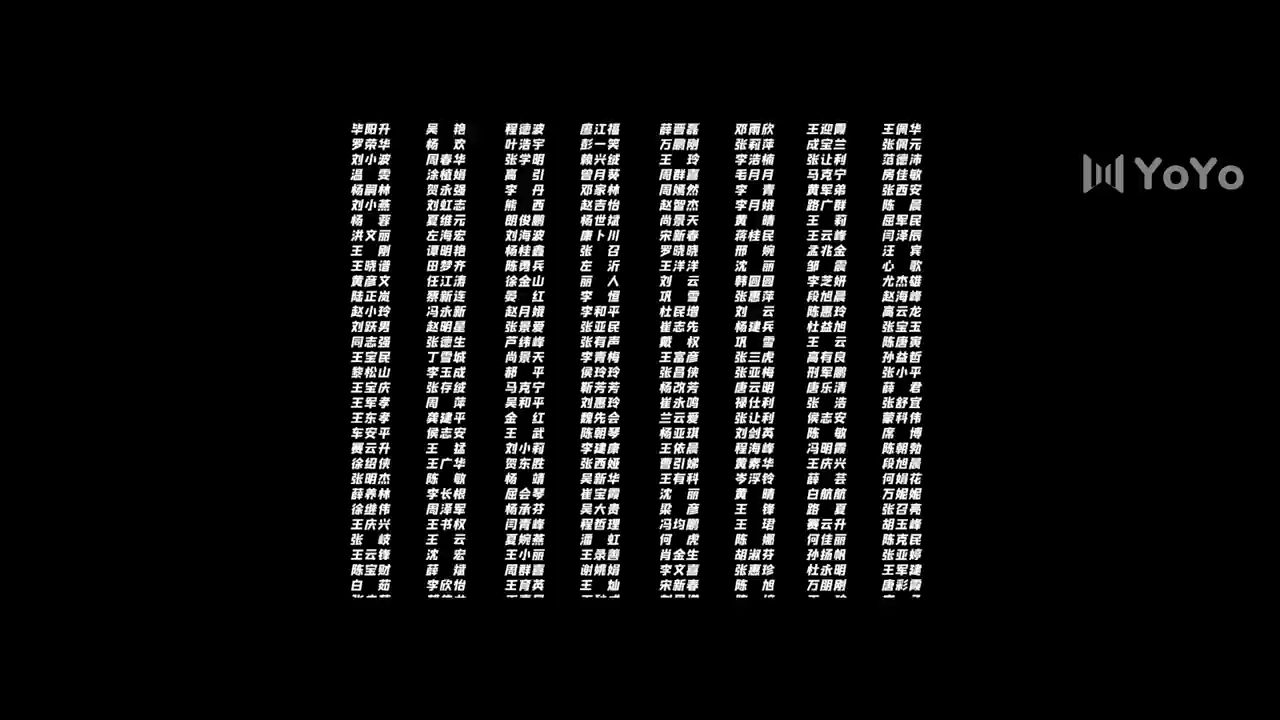 毕阳升 吴 艳 程德波 廖江福 薛晋磊 邓雨欣 王迎霞 王佩华
罗荣华 杨 欢 叶浩宇 彭一笑 万鹏刚 张莉萍 成宝兰 张佩元
刘小波 周春华 张学明 赖兴绒 王 玲 李浩楠 张让利 范德沛
温 雯 涂植娟 高 引 曾月葵 周群喜 毛月月 马克宁 房佳敏
杨嗣林 贺永强 李 丹 邓家林 周嫣然 李 青 黄军弟 张西安
刘小燕 刘虹志 熊 西 赵吉怡 赵智杰 李月娥 路广群 陈 晨
杨 蓉 夏维元 朗俊鹏 杨世斌 尚景天 黄 晴 王 莉 屈军民
洪文丽 左海宏 刘海波 康卜川 宋新春 蒋桂民 王云峰 闫泽辰
王 刚 谭明艳 杨桂鑫 张 召 罗晓晓 邢 婉 孟兆金 汪 宾
王晓谱 田梦齐 陈勇兵 左 沂 王洋洋 沈 丽 邹 震 心 歌
黄彦文 任江涛 徐金山 丽 人 刘 云 韩圆圆 李芝妍 尤杰雄
陆正岚 蔡新连 晏 红 李 恒 巩 雪 张惠萍 段旭晨 赵海峰
赵小玲 冯永新 赵月娥 李和平 杜民增 刘 云 陈惠玲 高云龙
刘跃男 赵明星 张景爱 张亚民 崔志先 杨建兵 杜益旭 张宝玉
同志强 张德生 芦纬峰 张有声 戴 权 巩 雪 王 云 陈唐寅
王宝民 丁雪城 尚景天 李青梅 王富彦 张三虎 高有良 孙益哲
黎松山 李玉成 郝 平 侯玲玲 张昌侠 张亚梅 刑军鹏 张小平
王宝庆 张存绒 马克宁 靳芳芳 杨改芳 唐云明 唐乐清 薛 君
王军孝 周 萍 吴和平 刘惠玲 崔永鸣 禄仕利 张 浩 张舒宜
王东孝 龚建平 金 红 魏先会 兰云爱 张让利 侯志安 蒙科伟
车安平 侯志安 王 武 陈朝琴 杨亚琪 刘剑英 陈 敏 席 博
赛云升 王 猛 刘小莉 李建康 王依晨 程海峰 冯明霞 陈朝勃
徐绍侠 王广华 贺东胜 张西娅 曹引娣 黄素华 王庆兴 段旭晨
张明杰 陈 敏 杨 靖 吴新华 王有科 岑浮铃 薛 芸 何娟花
薛养林 李长根 屈会琴 崔宝霞 沈 丽 黄 晴 白航航 万妮妮
徐继伟 周泽军 杨承芬 吴大贵 梁 彦 王 锋 路 夏 张召亮
王庆兴 王书权 闫青峰 程哲理 冯均鹏 王 珺 赛云升 胡玉峰
张 岐 王 云 夏婉燕 潘 虹 何 虎 陈 娜 何佳丽 陈克民
王云锋 沈 宏 王小丽 王景善 肖金生 胡淑芬 孙扬帆 张亚婷
陈宝财 薛 斌 周群喜 谢嫦娟 李文喜 张惠珍 杜永明 王军建
白 茹 李欣怡 王育英 王 灿 宋新春 陈 旭 万朋刚 唐彩霞
YoYo